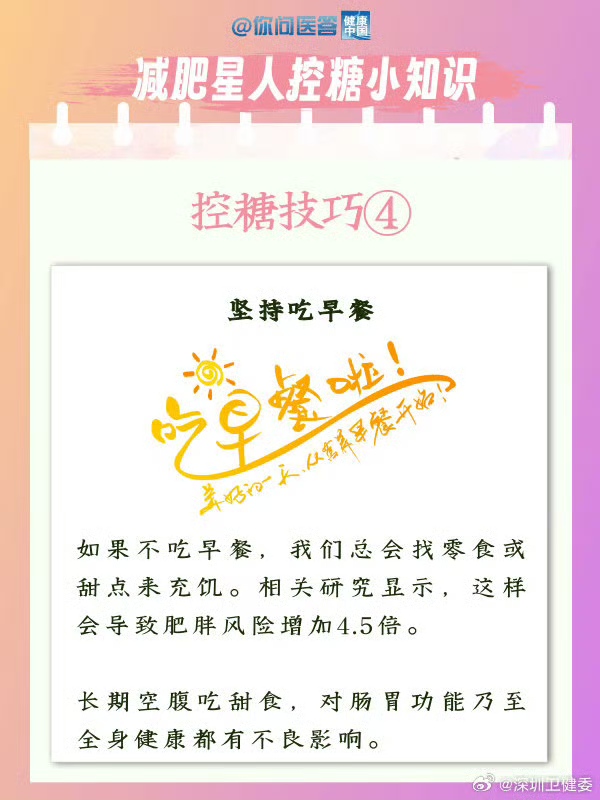 @你问医答 健康中国
减肥星人控糖小知识
控糖技巧④
坚持吃早餐
吃早餐啦！
美好的一天，从营养早餐开始！
如果不吃早餐，我们总会找零食或
甜点来充饥。相关研究显示，这样
会导致肥胖风险增加4.5倍。
长期空腹吃甜食，对肠胃功能乃至
全身健康都有不良影响。
@深圳卫健委